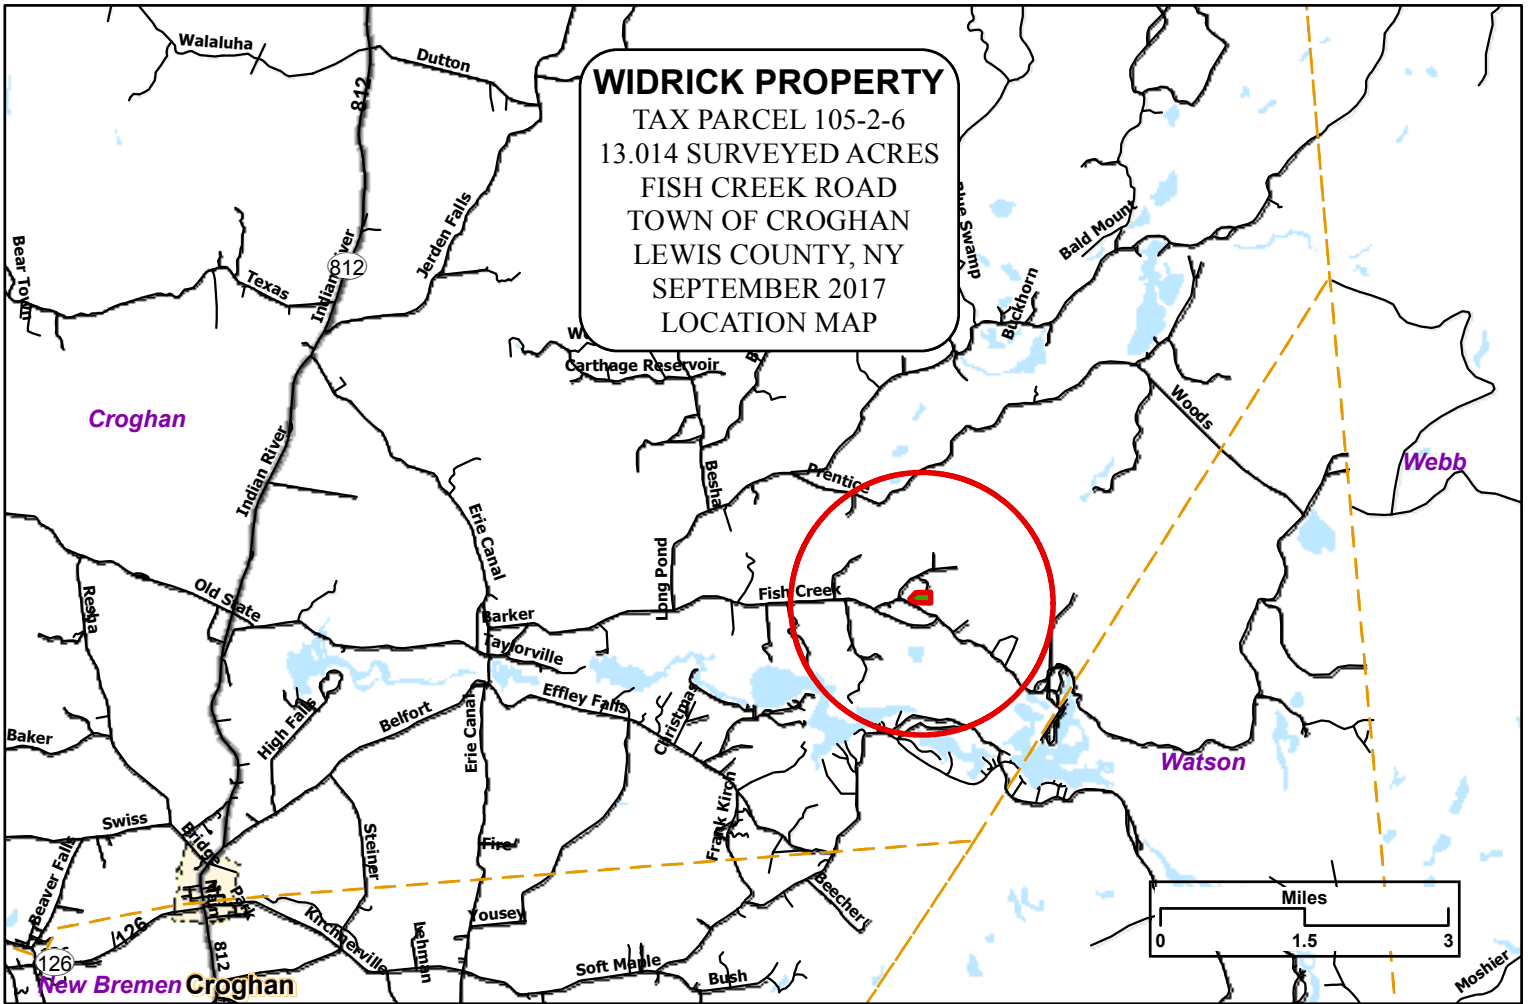 Walaluha
Dutton
812
WIDRICK PROPERTY
TAX PARCEL 105-2-6
13.014 SURVEYED ACRES
FISH CREEK ROAD
TOWN OF CROGHAN
LEWIS COUNTY, NY
SEPTEMBER 2017
LOCATION MAP
Jerden Falls
Blue Swamp
Bald Mount
Bear Town
Texas
Indian River
812
Buckhorn
Carthage Reservoir
Croghan
Woods
Indian River
Webb
Besha
Prentice
Erie Canal
Long Pond
Resha
Old State
Fish Creek
Barker
Taylorville
High Falls
Belfort
Effley Falls
Christmas
Erie Canal
Baker
Watson
Swiss
Bridge
Steiner
Fire
Frank Kirch
Beaver Falls
Main
Park
Beecher
Miles
0 1.5 3
126
Kirchnerville
Lehman
Yousey
812
126
New Bremen
Croghan
Soft Maple
Bush
Moshier